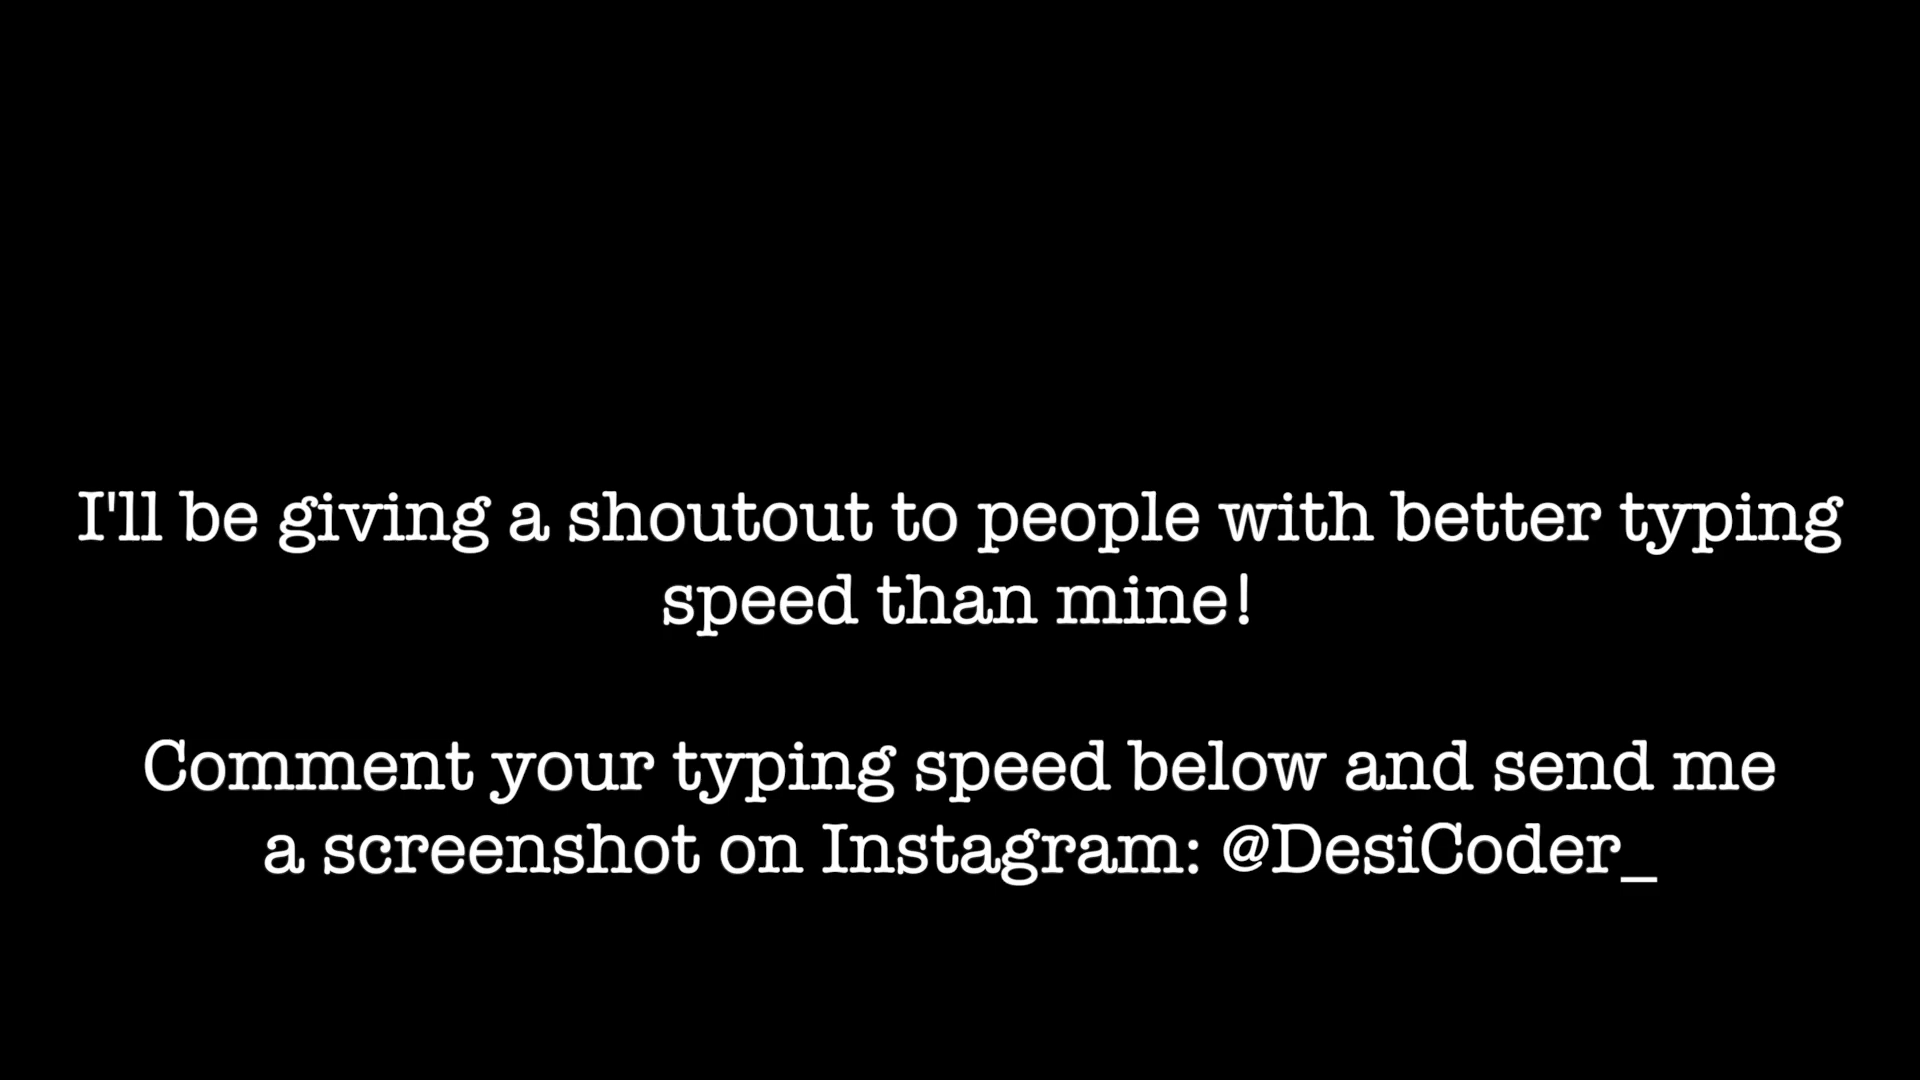 I'll be giving a shoutout to people with better typing
speed than mine!
Comment your typing speed below and send me
a screenshot on Instagram: @DesiCoder_